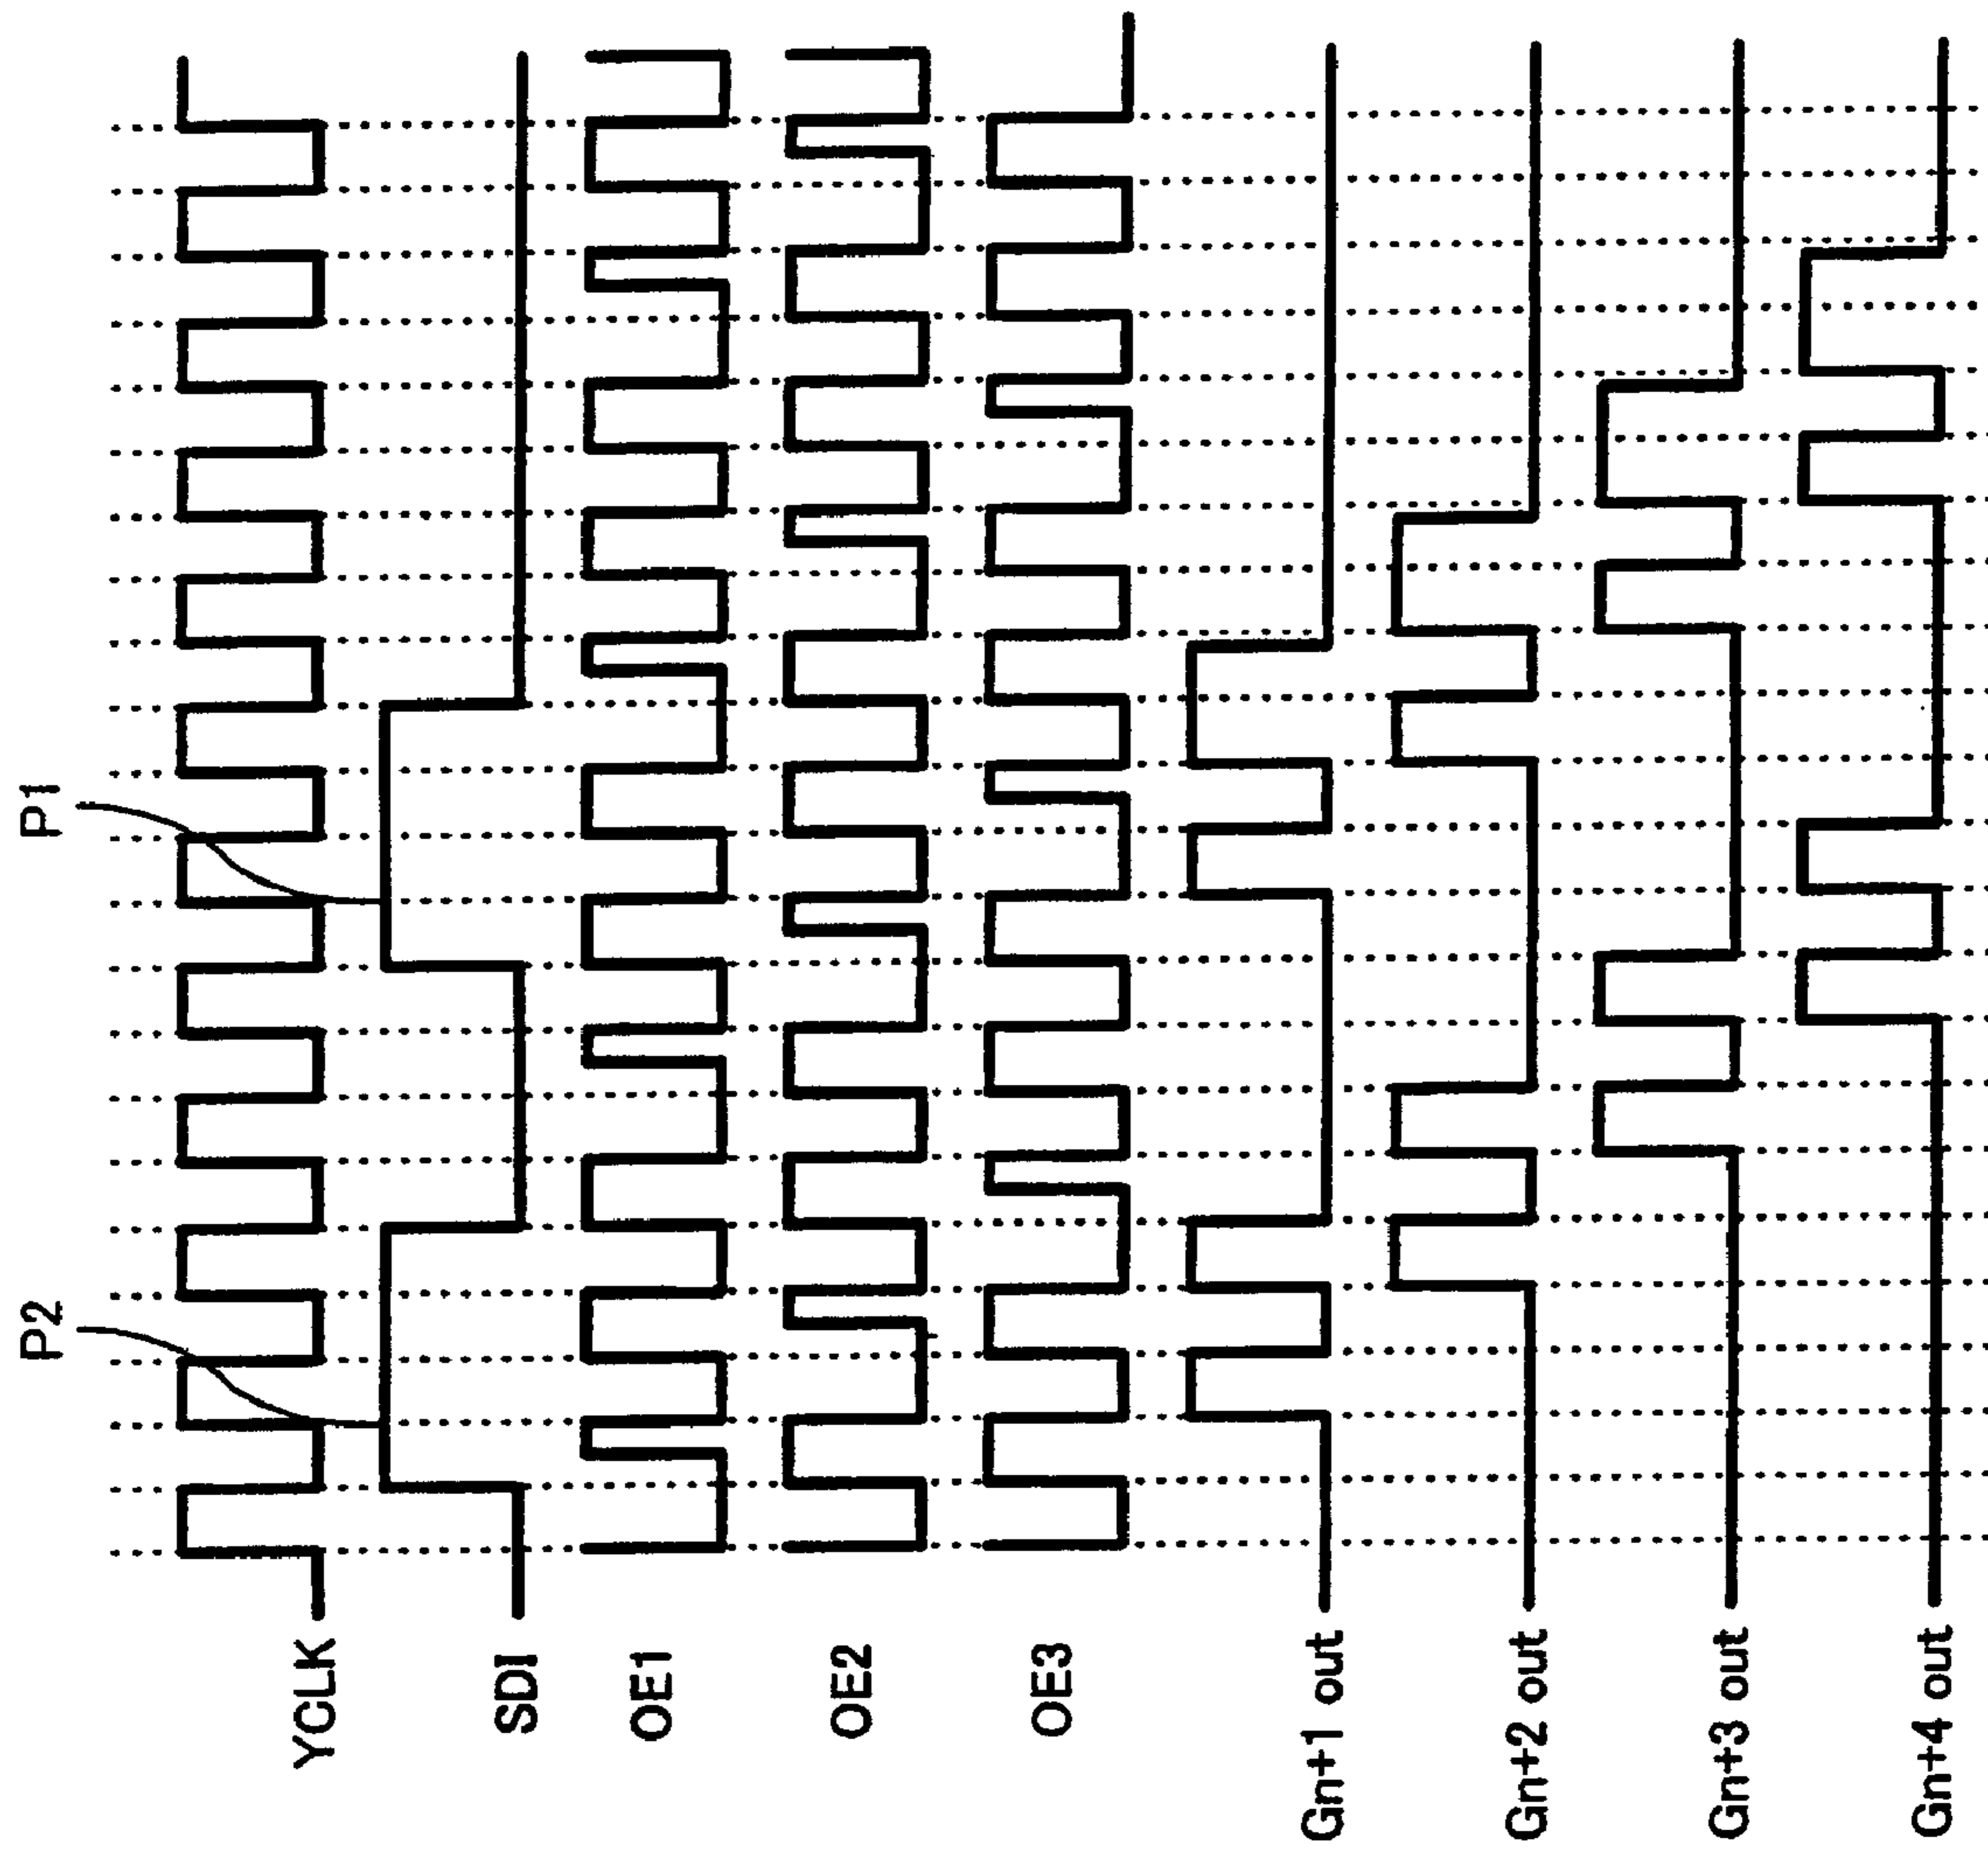 P2
P1
YCLK
SDI
OE1
OE2
OE3
Gn+1 out
Gn+2 out
Gn+3 out
Gn+4 out